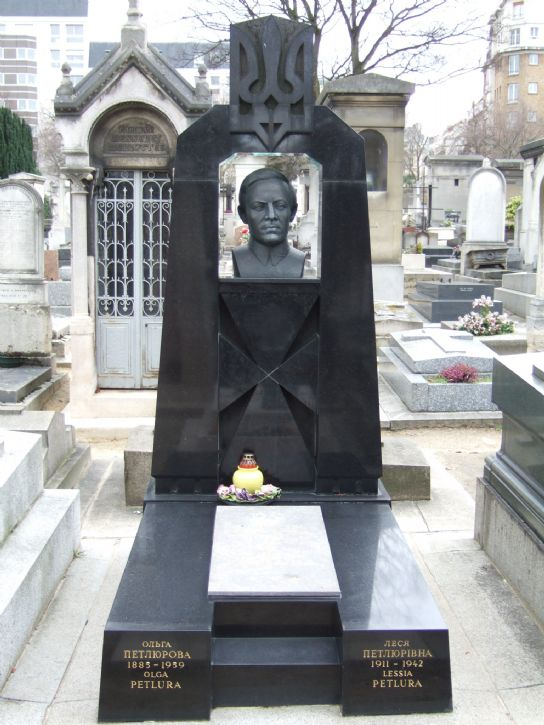 ОЛЬГА
ПЕТЛЮРОВА
1885 - 1959
OLGA
PETLURA
ЛЕСЯ
ПЕТЛЮРІВНА
1911 - 1942
LESSIA
PETLURA